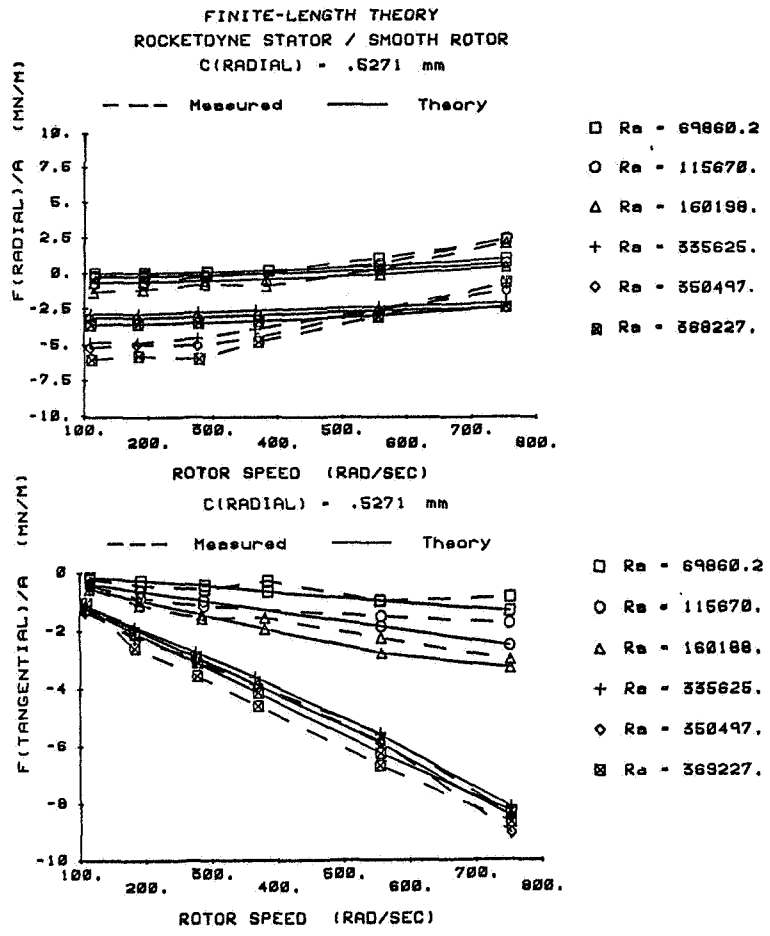 FINITE-LENGTH THEORY
ROCKETDYNE STATOR / SMOOTH ROTOR
C(RADIAL) - .5271 mm
Measured Theory
F(RADIAL)/A (MN/M)
10.
7.5
5.
2.5
0.
-2.5
-5.
-7.5
-10.
100. 200. 300. 400. 500. 600. 700. 800.
ROTOR SPEED (RAD/SEC)
Ra - 69860.2
Ra - 115670.
Ra - 160198.
Ra - 335625.
Ra - 350497.
Ra - 388227.
C(RADIAL) - .5271 mm
Measured Theory
F(TANGENTIAL)/A (MN/M)
0
-2
-4
-6
-8
-10
100. 200. 300. 400. 500. 600. 700. 800.
ROTOR SPEED (RAD/SEC)
Ra - 69860.2
Ra - 115670.
Ra - 160188.
Ra - 335625.
Ra - 350497.
Ra - 369227.